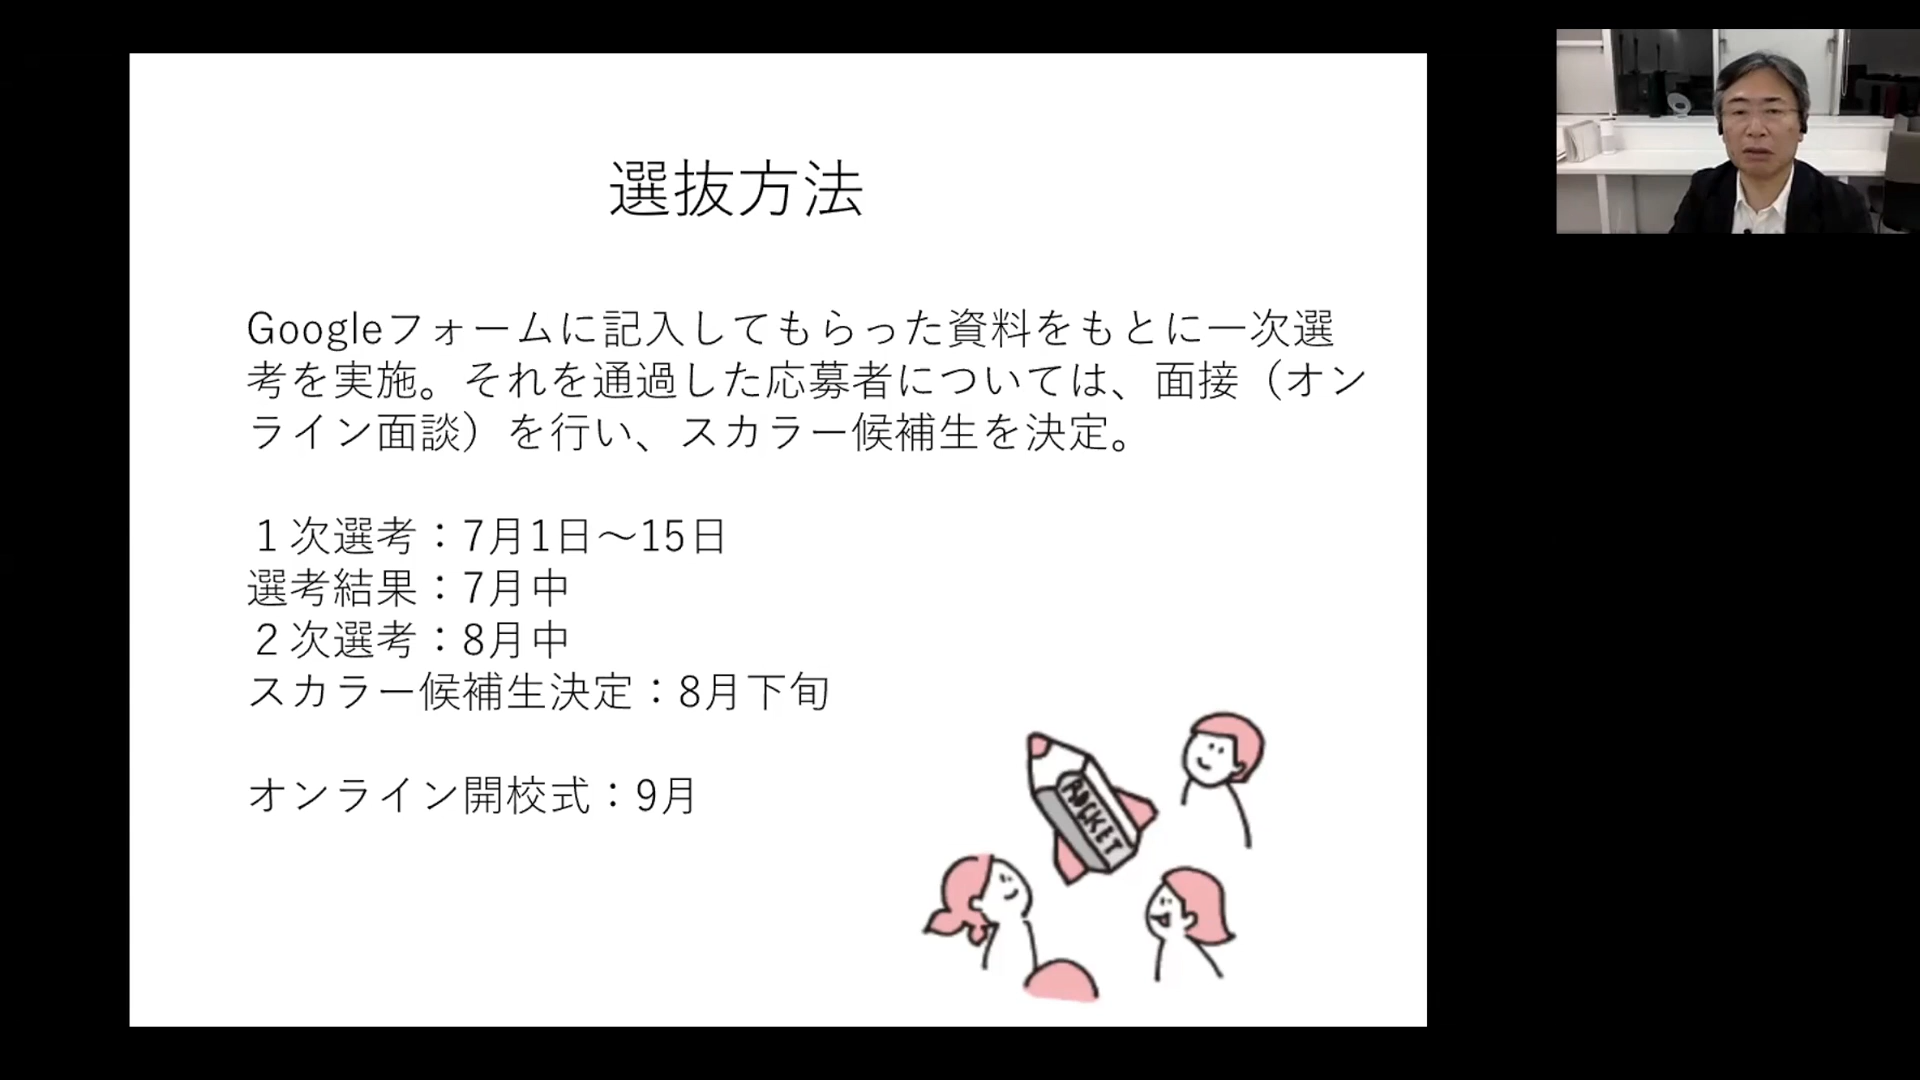 選抜方法
Googleフォームに記入してもらった資料をもとに一次選
考を実施。それを通過した応募者については、面接（オン
ライン面談）を行い、スカラー候補生を決定。
１次選考：7月1日～15日
選考結果：7月中
２次選考：8月中
スカラー候補生決定：8月下旬
オンライン開校式：9月
ROCKET